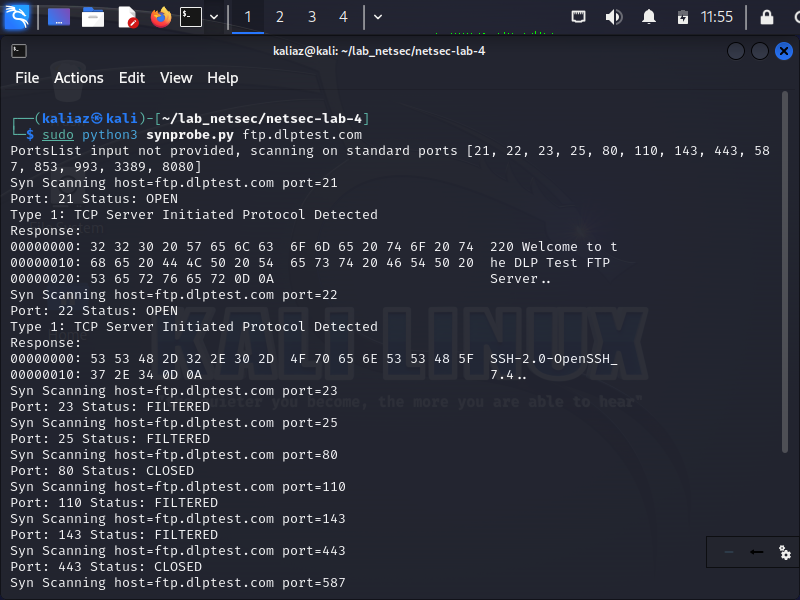 1 2 3 4 11:55
kaliaz@kali: ~/lab_netsec/netsec-lab-4
File Actions Edit View Help
┌──(kaliaz㉿kali)-[~/lab_netsec/netsec-lab-4]
└─$ sudo python3 synprobe.py ftp.dlptest.com
PortsList input not provided, scanning on standard ports [21, 22, 23, 25, 80, 110, 143, 443, 58
7, 853, 993, 3389, 8080]
Syn Scanning host=ftp.dlptest.com port=21
Port: 21 Status: OPEN
Type 1: TCP Server Initiated Protocol Detected
Response:
00000000: 32 32 30 20 57 65 6C 63  6F 6D 65 20 74 6F 20 74  220 Welcome to t
00000010: 68 65 20 44 4C 50 20 54  65 73 74 20 46 54 50 20  he DLP Test FTP
00000020: 53 65 72 76 65 72 0D 0A                           Server..
Syn Scanning host=ftp.dlptest.com port=22
Port: 22 Status: OPEN
Type 1: TCP Server Initiated Protocol Detected
Response:
00000000: 53 53 48 2D 32 2E 30 2D  4F 70 65 6E 53 53 48 5F  SSH-2.0-OpenSSH_
00000010: 37 2E 34 0D 0A                                    7.4..
Syn Scanning host=ftp.dlptest.com port=23
Port: 23 Status: FILTERED
Syn Scanning host=ftp.dlptest.com port=25
Port: 25 Status: FILTERED
Syn Scanning host=ftp.dlptest.com port=80
Port: 80 Status: CLOSED
Syn Scanning host=ftp.dlptest.com port=110
Port: 110 Status: FILTERED
Syn Scanning host=ftp.dlptest.com port=143
Port: 143 Status: FILTERED
Syn Scanning host=ftp.dlptest.com port=443
Port: 443 Status: CLOSED
Syn Scanning host=ftp.dlptest.com port=587
KALI LINUX
you become, the more you are able to hear"